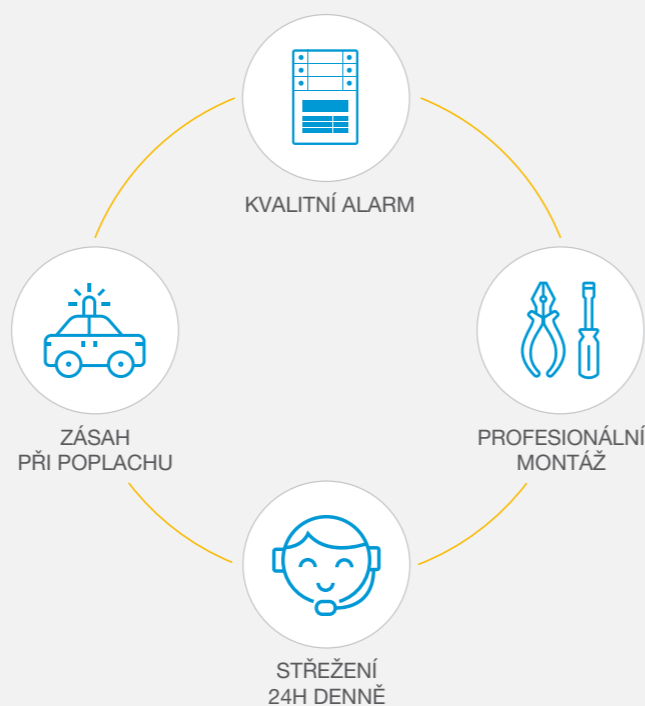 KVALITNÍ ALARM
ZÁSAH
PŘI POPLACHU
PROFESIONÁLNÍ
MONTÁŽ
STŘEŽENÍ
24H DENNĚ